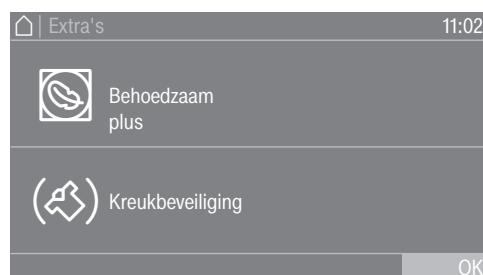 | Extra's 11:02
Behoedzaam
plus
Kreukbeveiliging
OK